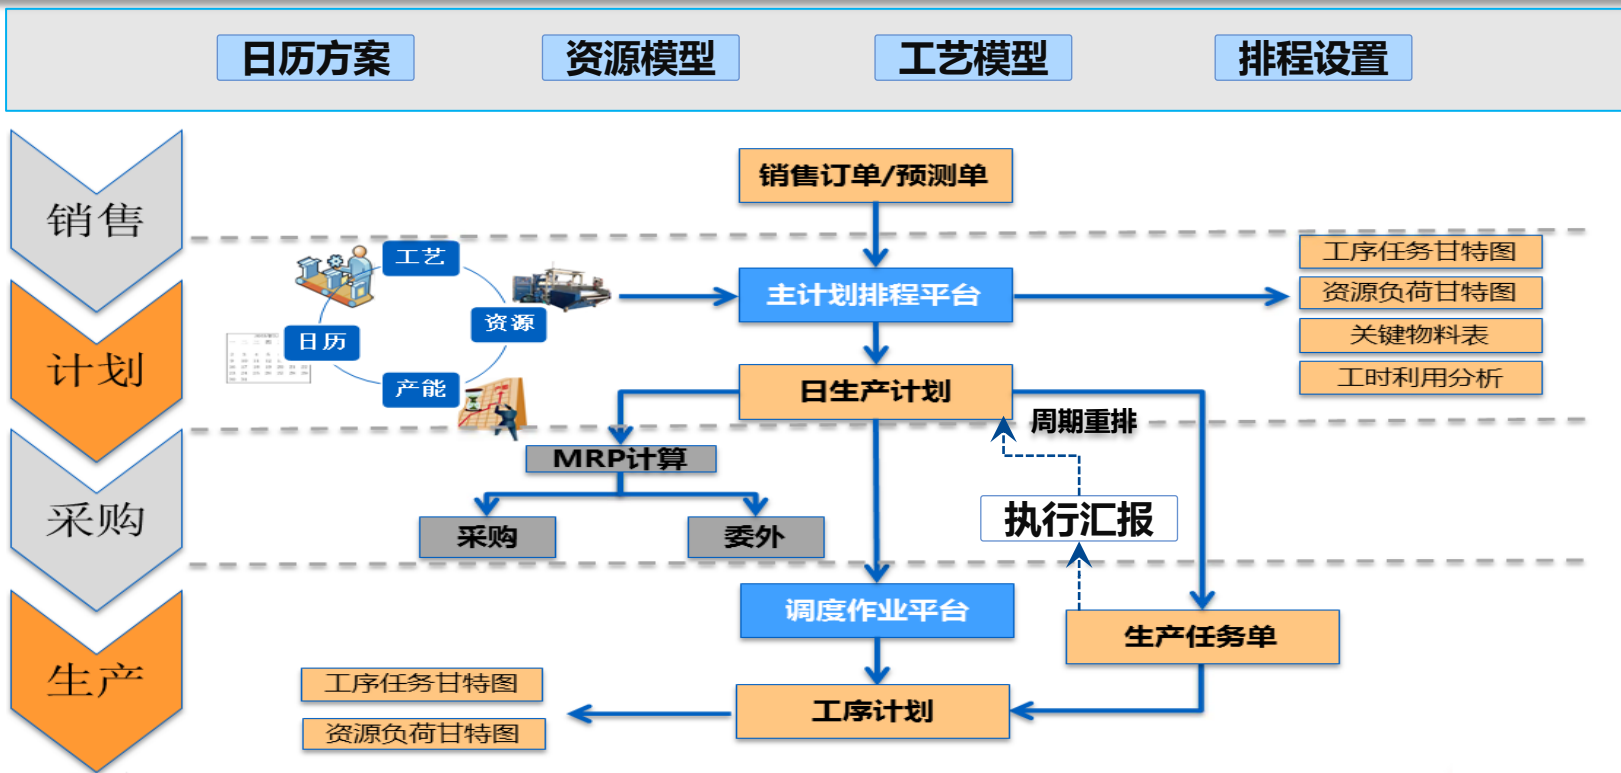 日历方案
资源模型
工艺模型
排程设置
销售
销售订单/预测单
计划
工艺
资源
日历
产能
主计划排程平台
工序任务甘特图
资源负荷甘特图
关键物料表
工时利用分析
日生产计划
周期重排
采购
MRP计算
采购
委外
执行汇报
生产
调度作业平台
生产任务单
工序计划
工序任务甘特图
资源负荷甘特图